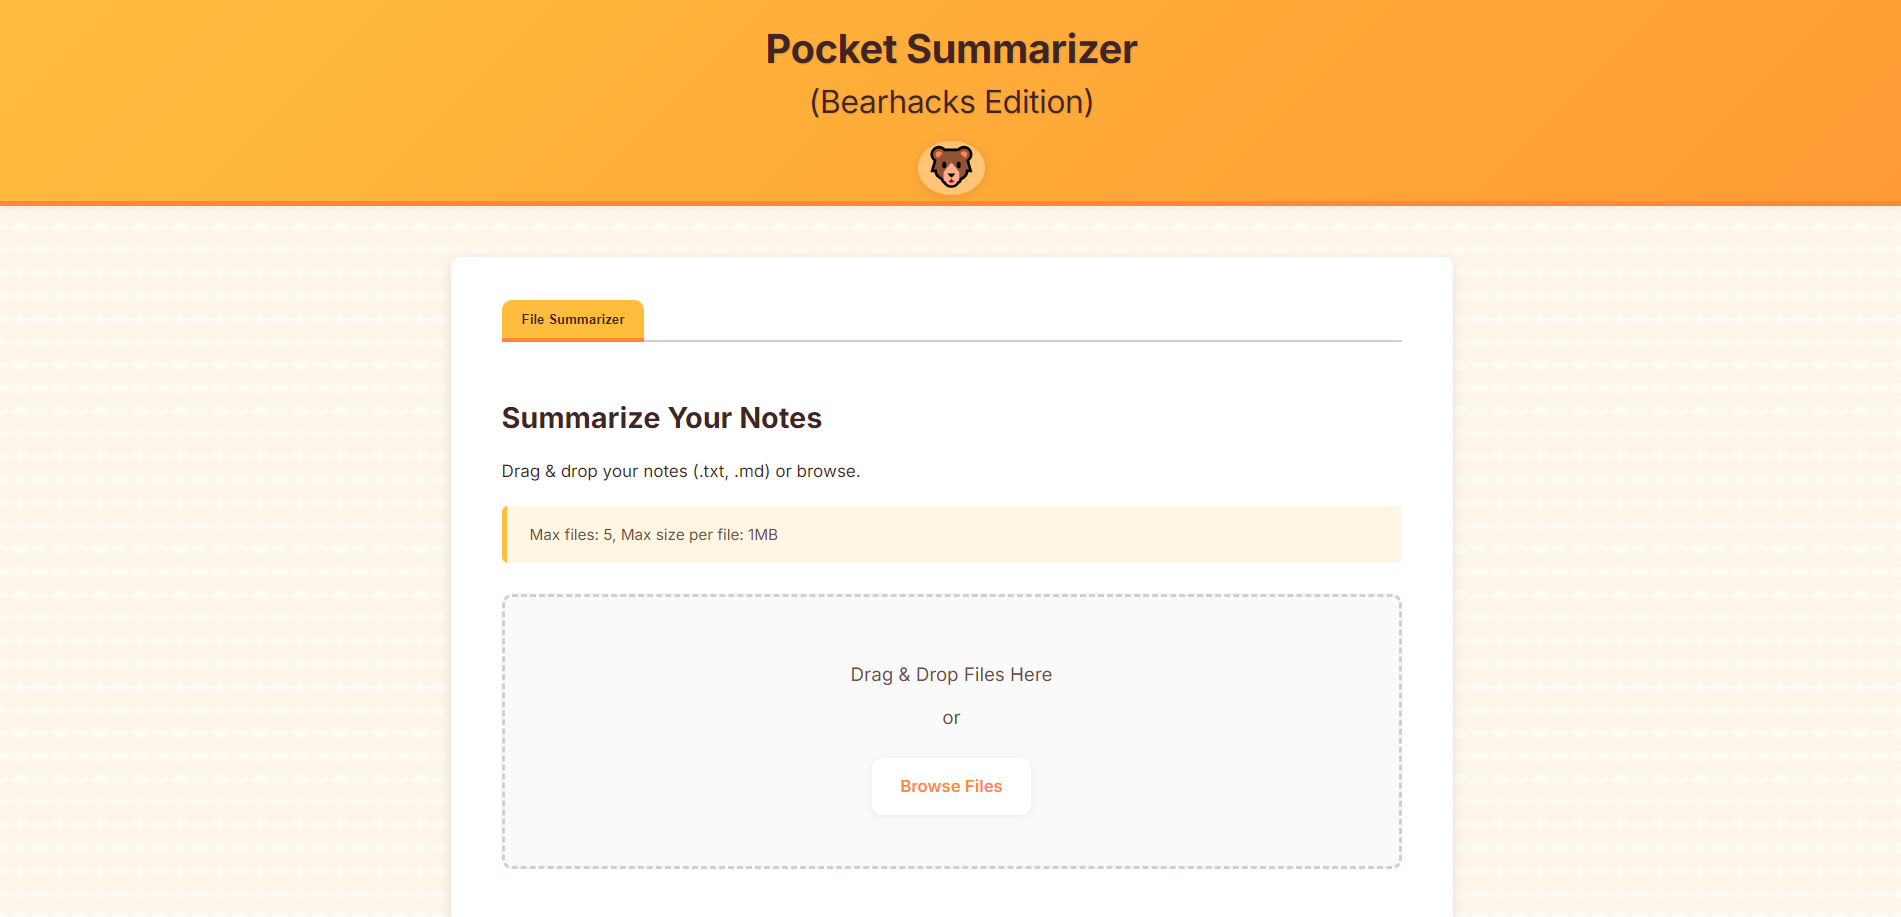 Pocket Summarizer
(Bearhacks Edition)
File Summarizer
Summarize Your Notes
Drag & drop your notes (.txt, .md) or browse.
Max files: 5, Max size per file: 1MB
Drag & Drop Files Here
or
Browse Files